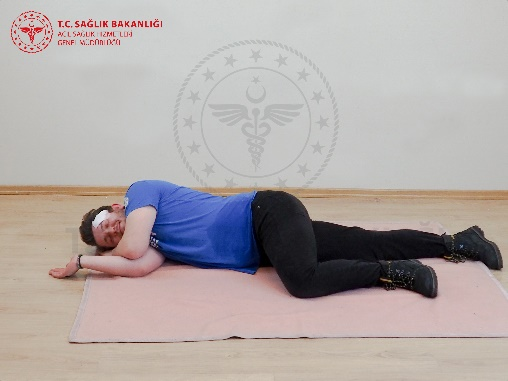 T.C. SAĞLIK BAKANLIĞI
ACİL SAĞLIK HİZMETLERİ
GENEL MÜDÜRLÜĞÜ